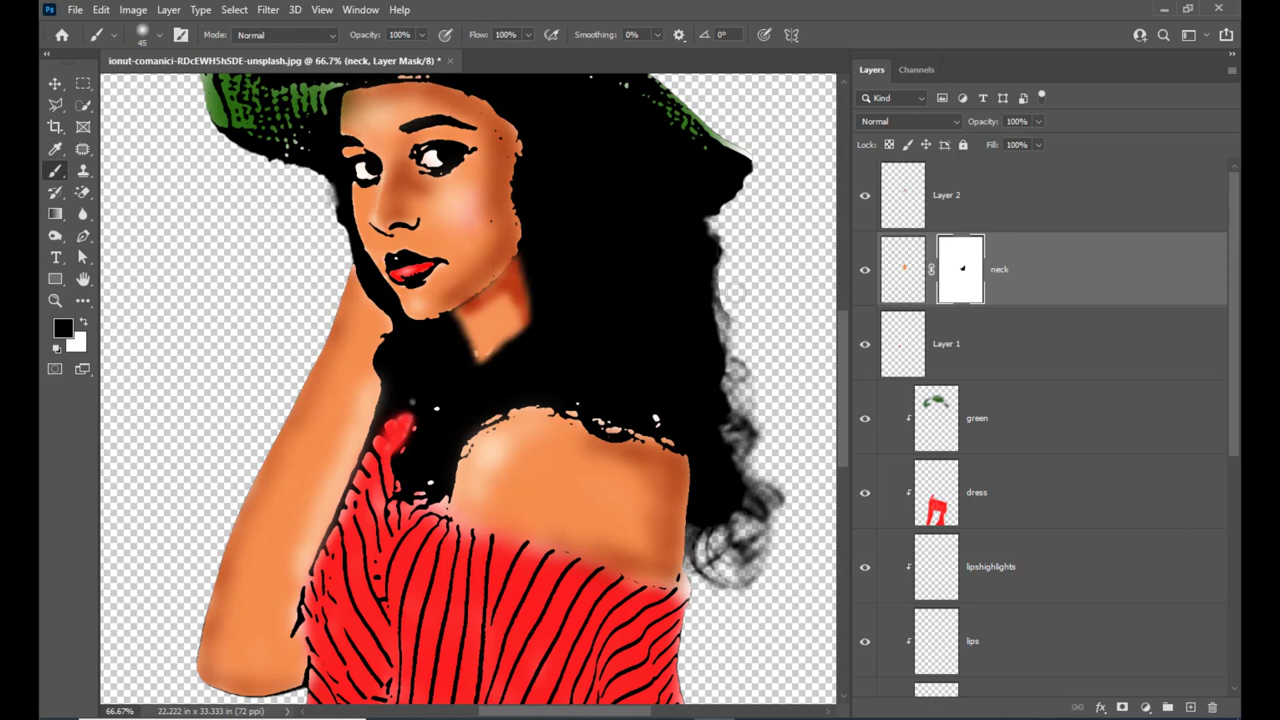 Ps File Edit Image Layer Type Select Filter 3D View Window Help
45 Mode: Normal Opacity: 100% Flow: 100% Smoothing: 0% 0°
ionut-comanici-RDcEWH5hSDE-unsplash.jpg @ 66.7% (neck, Layer Mask/8) * ×
Layers Channels
Kind
Normal Opacity: 100%
Lock: Fill: 100%
Layer 2
neck
Layer 1
green
dress
lipshighlights
lips
66.67% 22.222 in x 33.333 in (72 ppi)